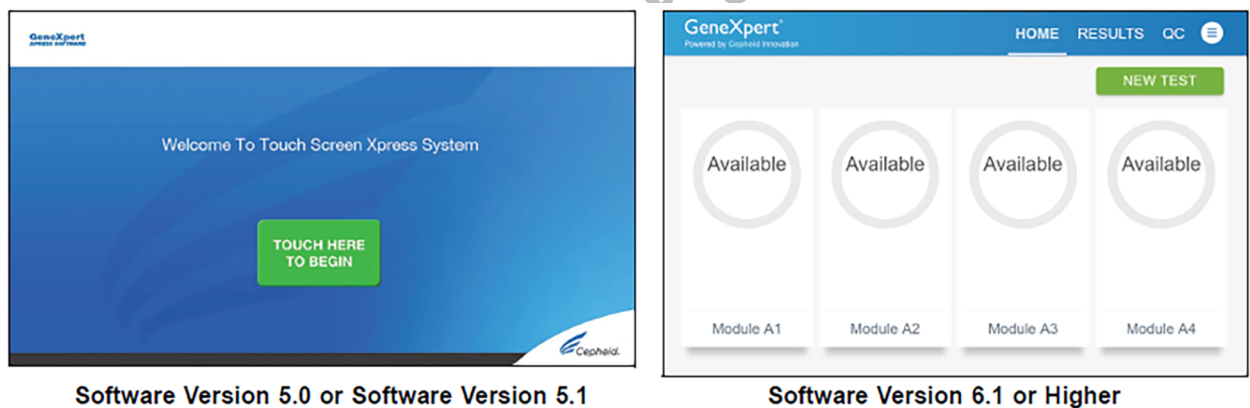 GeneXpert
XPRESS SOFTWARE
Welcome To Touch Screen Xpress System
TOUCH HERE
TO BEGIN
Cepheid.
Software Version 5.0 or Software Version 5.1
GeneXpert®
Powered by Cepheid Innovation
HOME RESULTS QC
NEW TEST
Available Available Available Available
Module A1 Module A2 Module A3 Module A4
Software Version 6.1 or Higher